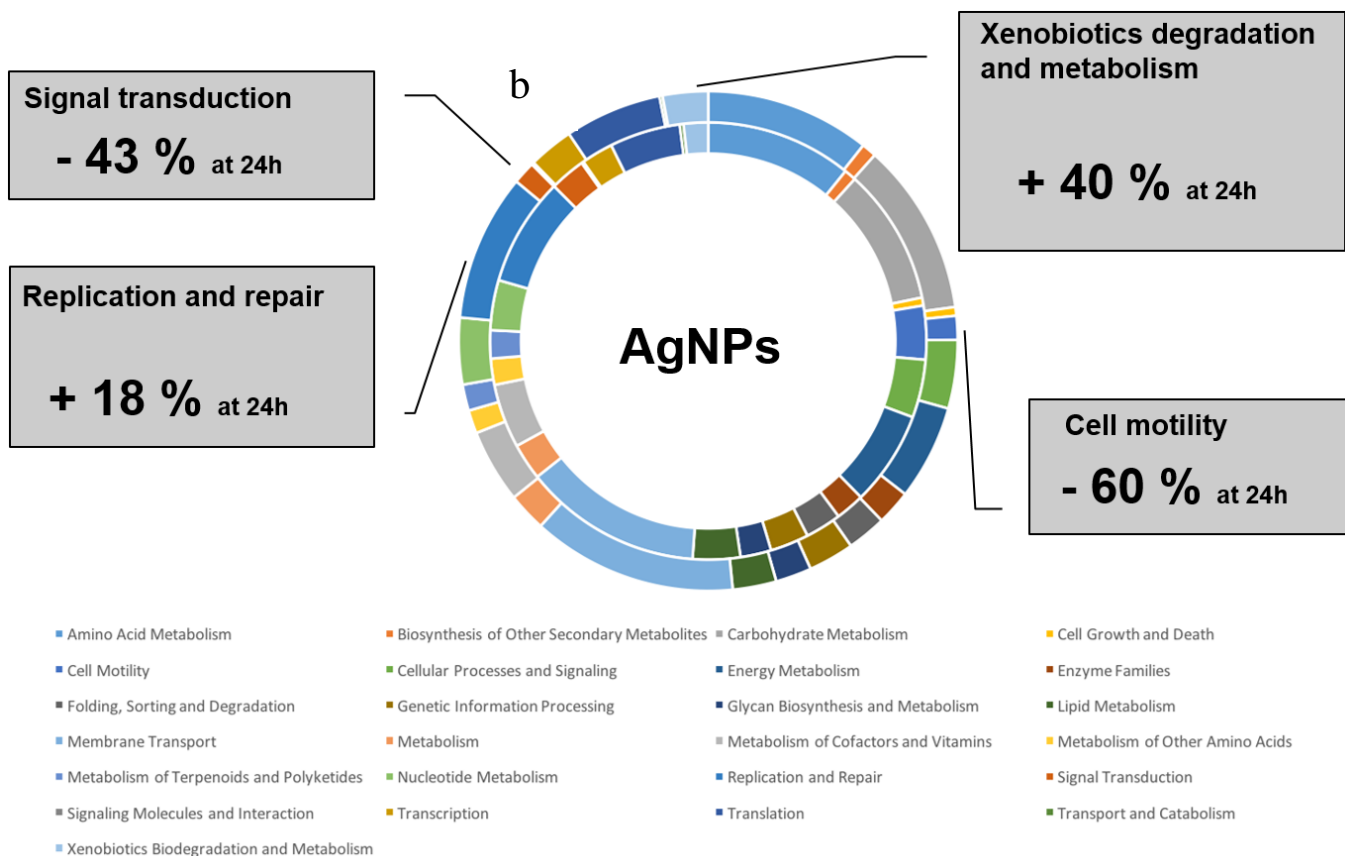 Signal transduction
- 43 % at 24h
b
Xenobiotics degradation
and metabolism
+ 40 % at 24h
Replication and repair
+ 18 % at 24h
AgNPs
Cell motility
- 60 % at 24h
Amino Acid Metabolism
Biosynthesis of Other Secondary Metabolites
Carbohydrate Metabolism
Cell Growth and Death
Cell Motility
Cellular Processes and Signaling
Energy Metabolism
Enzyme Families
Folding, Sorting and Degradation
Genetic Information Processing
Glycan Biosynthesis and Metabolism
Lipid Metabolism
Membrane Transport
Metabolism
Metabolism of Cofactors and Vitamins
Metabolism of Other Amino Acids
Metabolism of Terpenoids and Polyketides
Nucleotide Metabolism
Replication and Repair
Signal Transduction
Signaling Molecules and Interaction
Transcription
Translation
Transport and Catabolism
Xenobiotics Biodegradation and Metabolism